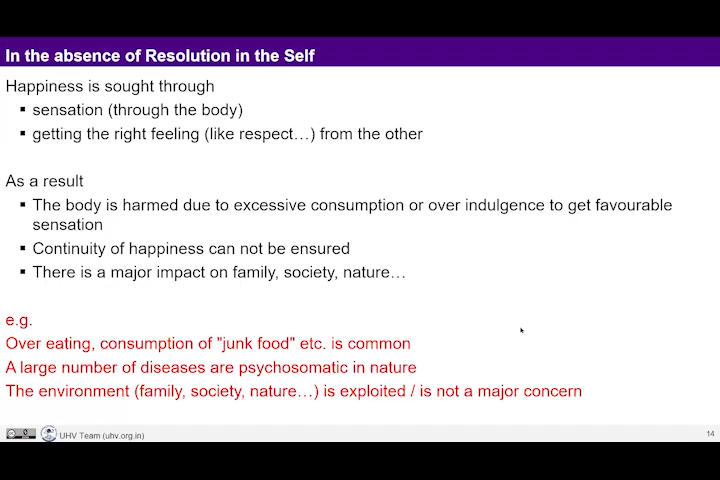 In the absence of Resolution in the Self
Happiness is sought through
▪ sensation (through the body)
▪ getting the right feeling (like respect…) from the other
As a result
▪ The body is harmed due to excessive consumption or over indulgence to get favourable
sensation
▪ Continuity of happiness can not be ensured
▪ There is a major impact on family, society, nature…
e.g.
Over eating, consumption of "junk food" etc. is common
A large number of diseases are psychosomatic in nature
The environment (family, society, nature…) is exploited / is not a major concern
UHV Team (uhv.org.in)
14